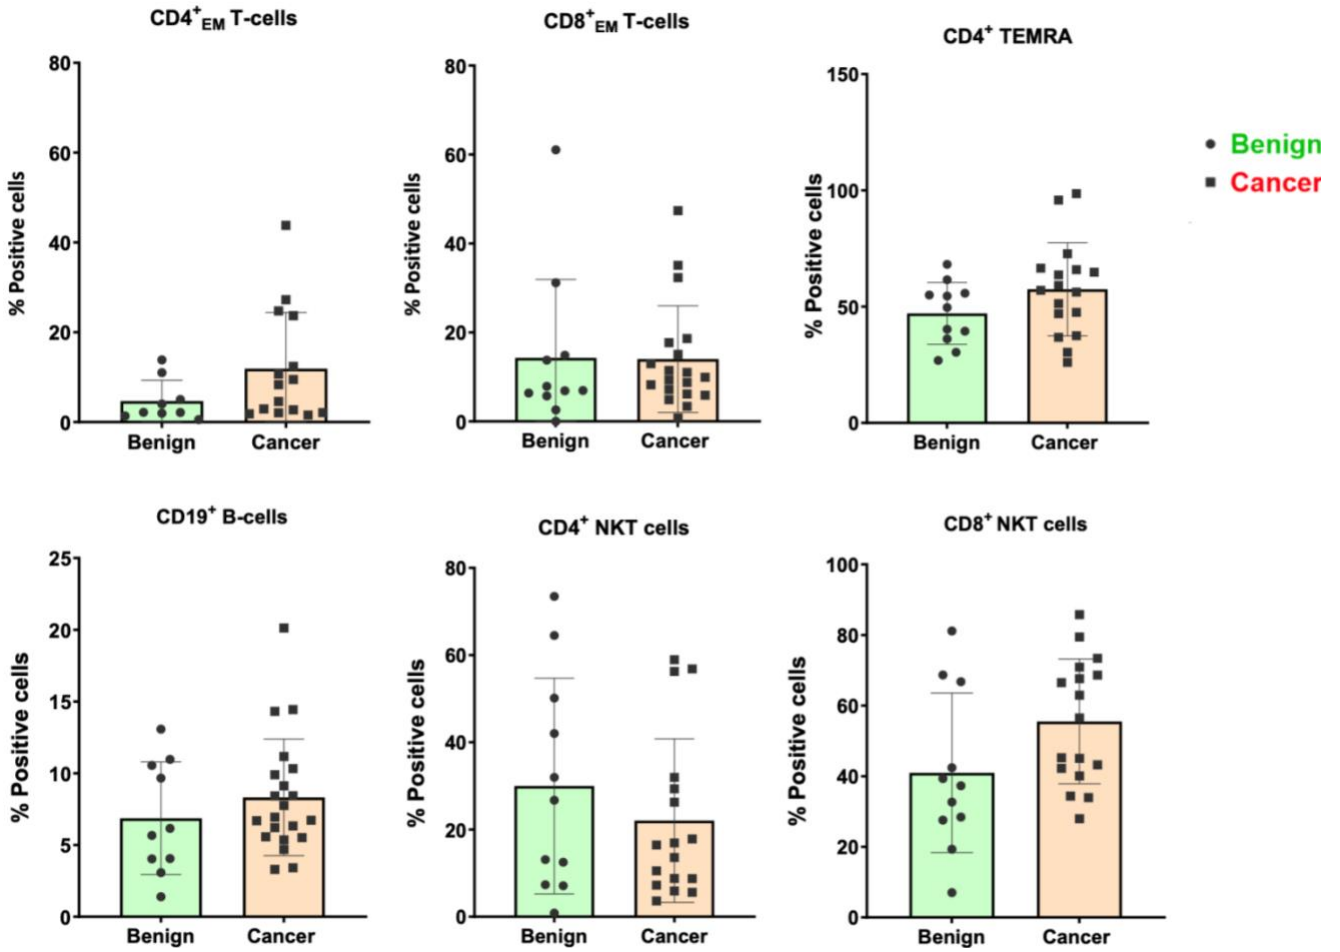 CD4⁺EM T-cells
% Positive cells
80
60
40
20
0
Benign Cancer
CD8⁺EM T-cells
% Positive cells
80
60
40
20
0
Benign Cancer
CD4⁺ TEMRA
% Positive cells
150
100
50
0
Benign Cancer
Benign
Cancer
CD19⁺ B-cells
% Positive cells
25
20
15
10
5
0
Benign Cancer
CD4⁺ NKT cells
% Positive cells
80
60
40
20
0
Benign Cancer
CD8⁺ NKT cells
% Positive cells
100
80
60
40
20
0
Benign Cancer